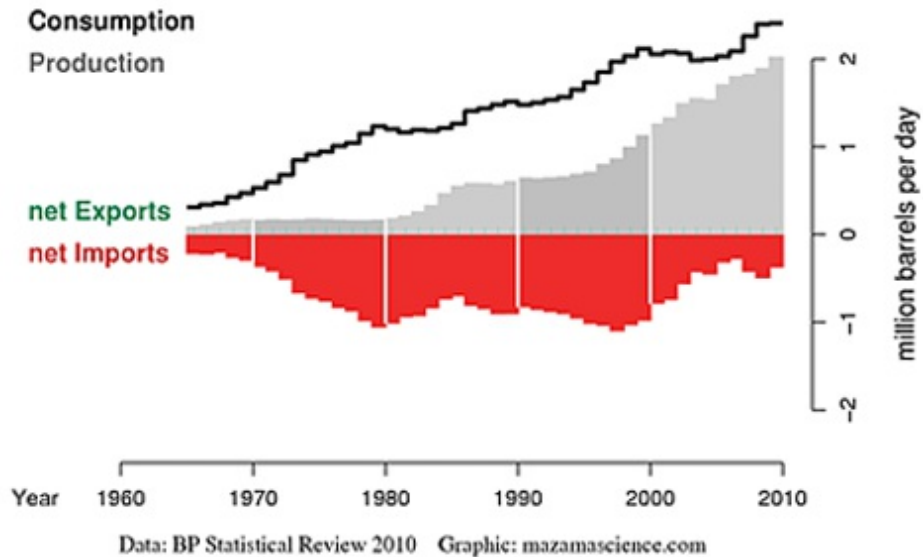 Consumption
Production
net Exports
net Imports
2
1
0
−1
−2
million barrels per day
Year 1960 1970 1980 1990 2000 2010
Data: BP Statistical Review 2010 Graphic: mazamascience.com